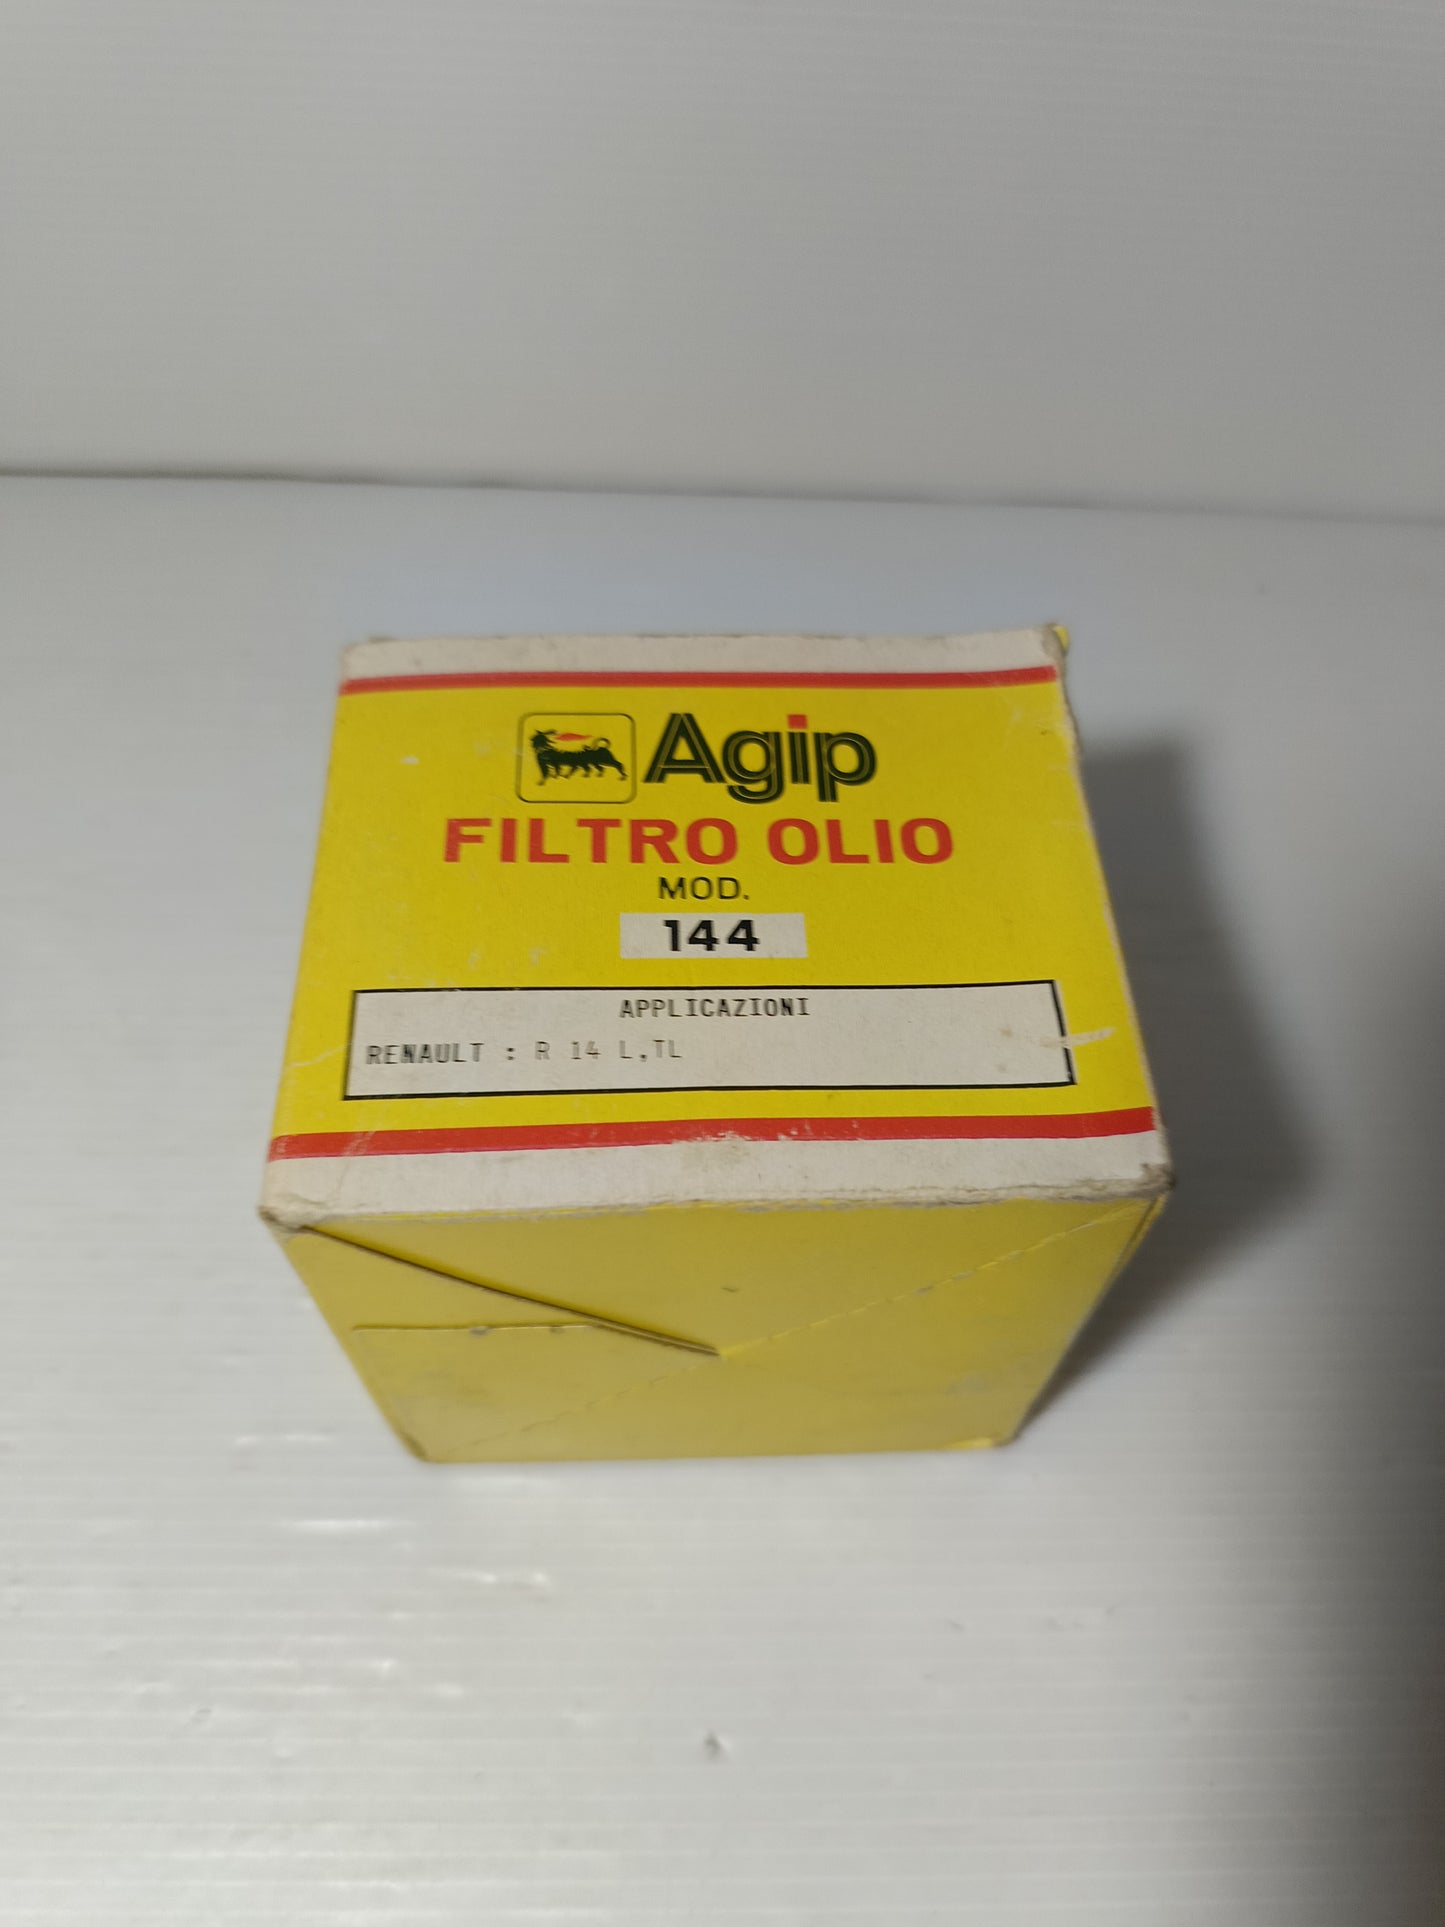 Agip
FILTRO OLIO
MOD.
144
APPLICAZIONI
RENAULT : R 14 L,TL